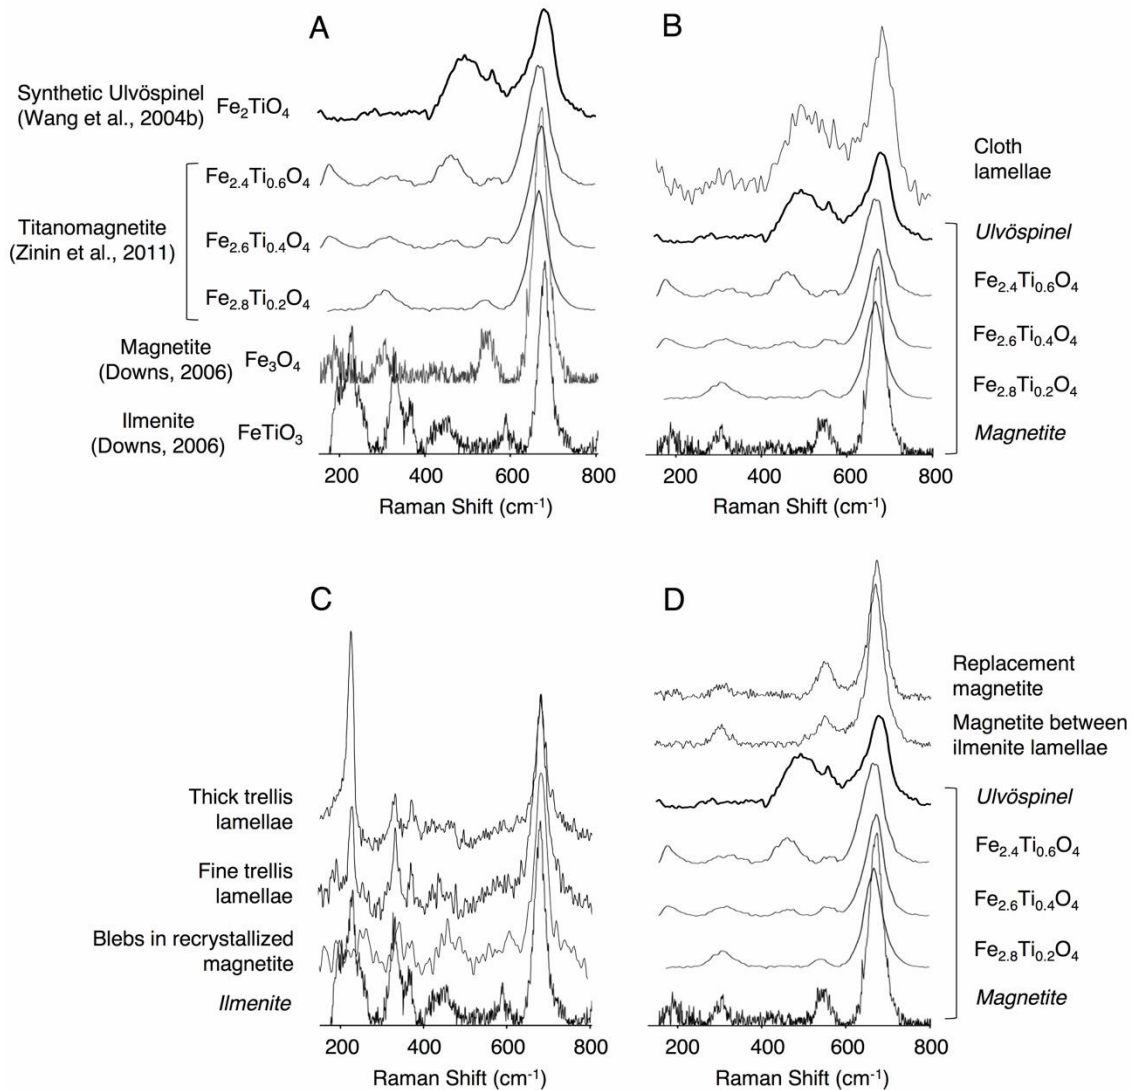 A
Synthetic Ulvöspinel
(Wang et al., 2004b)
Fe2TiO4
Titanomagnetite
(Zinin et al., 2011)
Fe2.4Ti0.6O4
Fe2.6Ti0.4O4
Fe2.8Ti0.2O4
Magnetite
(Downs, 2006)
Fe3O4
Ilmenite
(Downs, 2006)
FeTiO3
200 400 600 800
Raman Shift (cm-1)
B
Cloth
lamellae
Ulvöspinel
Fe2.4Ti0.6O4
Fe2.6Ti0.4O4
Fe2.8Ti0.2O4
Magnetite
200 400 600 800
Raman Shift (cm-1)
C
Thick trellis
lamellae
Fine trellis
lamellae
Blebs in recrystallized
magnetite
Ilmenite
200 400 600 800
Raman Shift (cm-1)
D
Replacement
magnetite
Magnetite between
ilmenite lamellae
Ulvöspinel
Fe2.4Ti0.6O4
Fe2.6Ti0.4O4
Fe2.8Ti0.2O4
Magnetite
200 400 600 800
Raman Shift (cm-1)